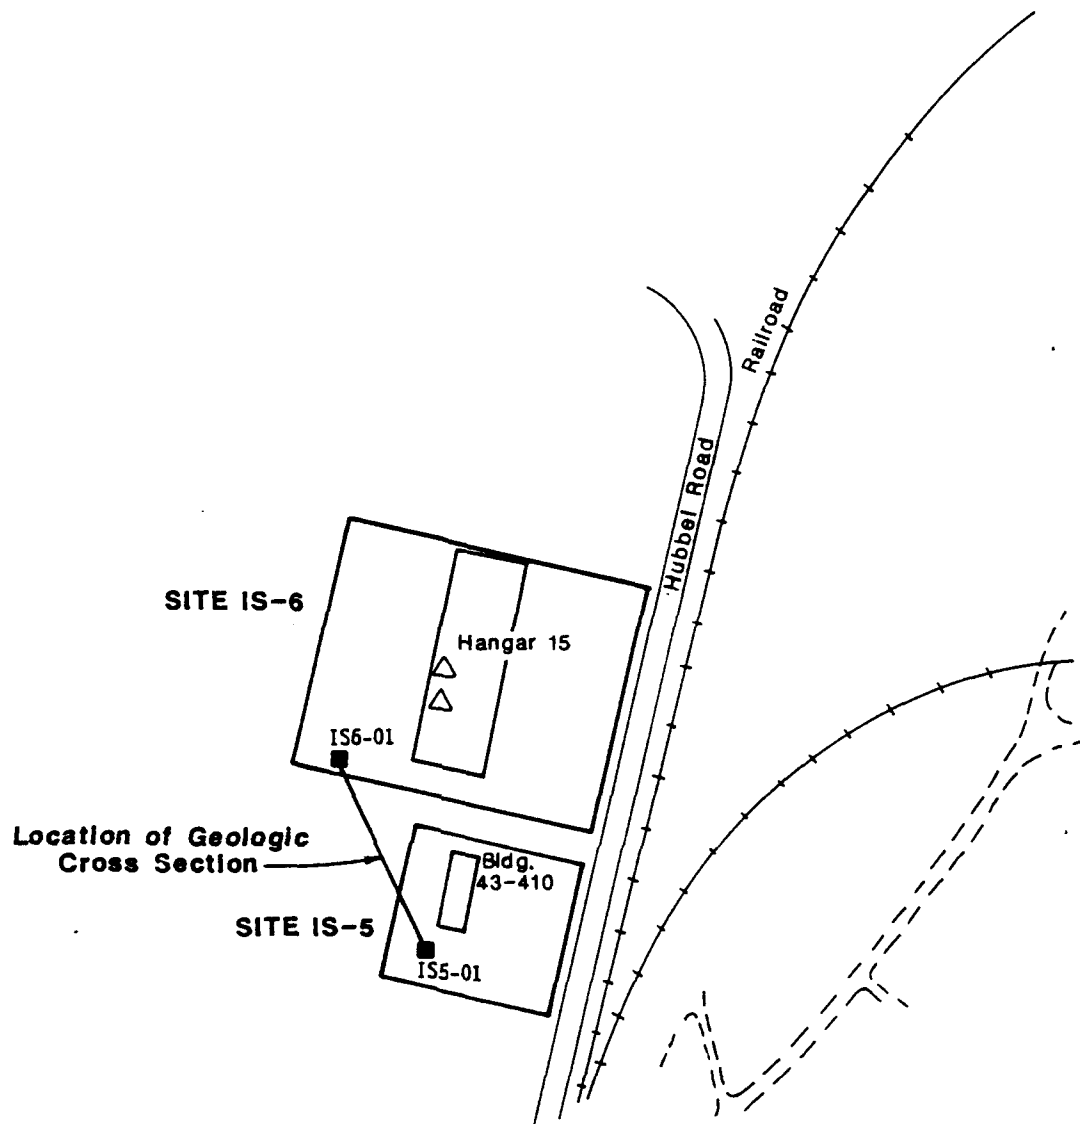 Railroad
Hubbel Road
SITE IS-6
Hangar 15
IS6-01
Location of Geologic
Cross Section
Bldg.
43-410
SITE IS-5
IS5-01